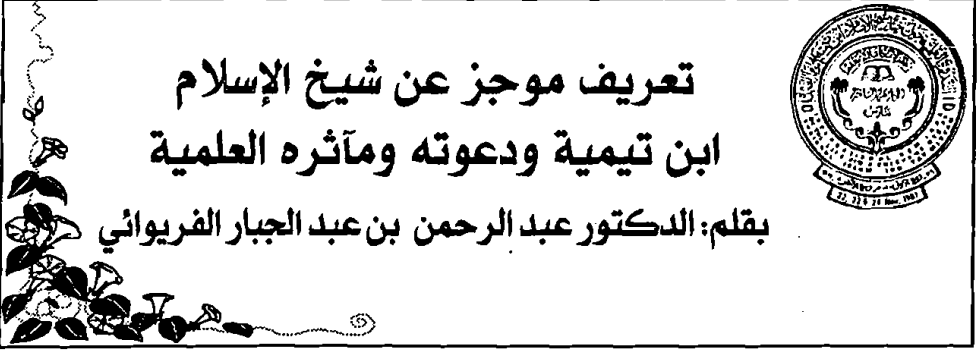 تعريف موجز عن شيخ الإسلام
ابن تيمية ودعوته ومآثره العلمية
بقلم: الدكتور عبد الرحمن بن عبد الجبار الفريوائي